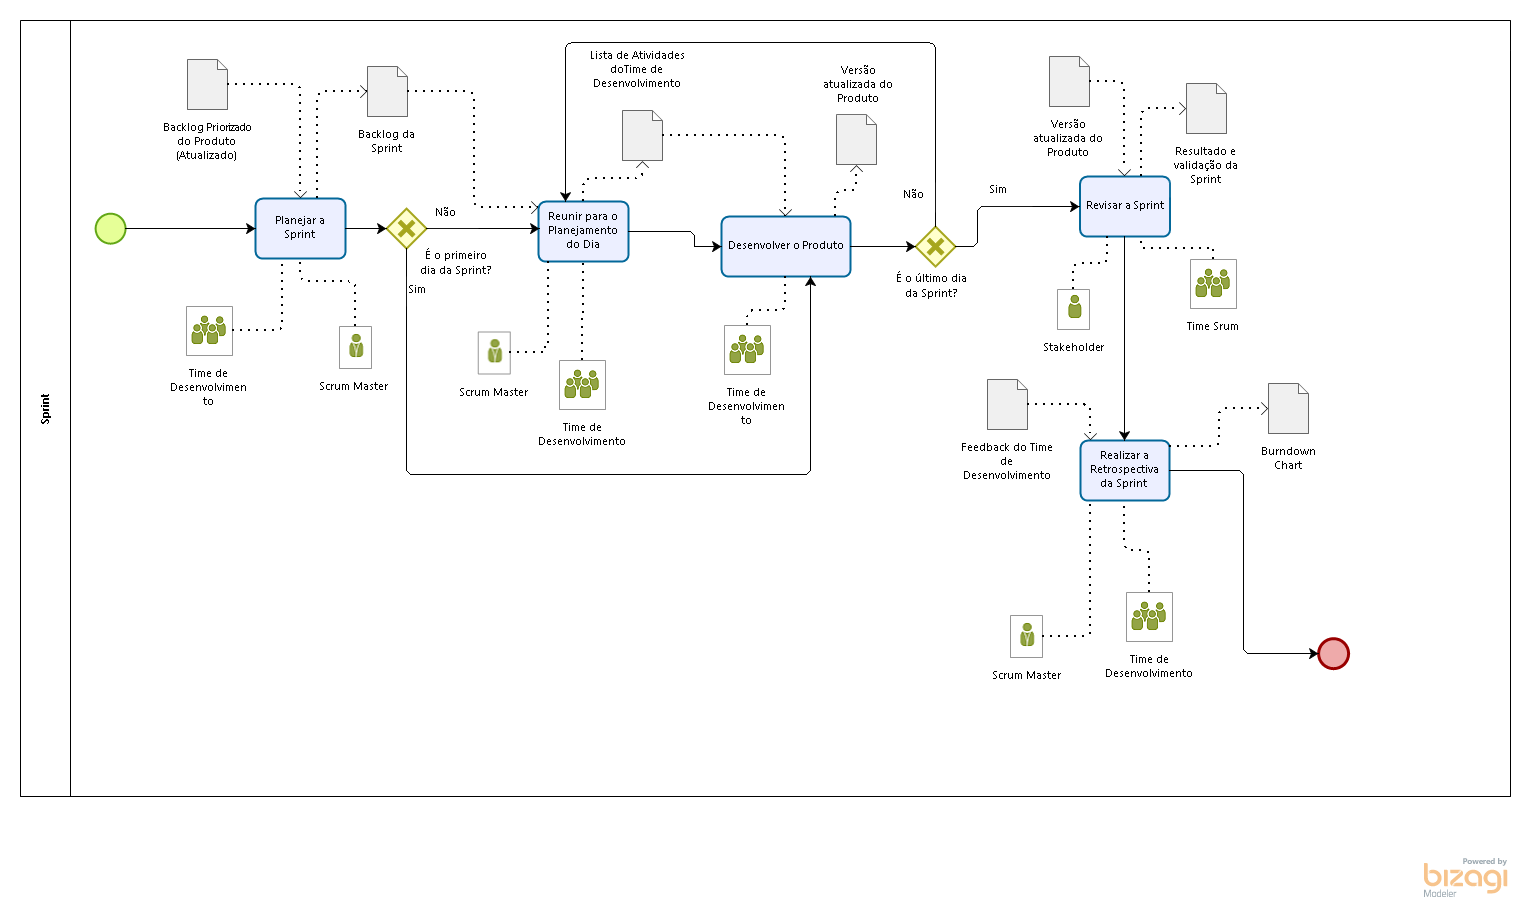 Sprint
Backlog Priorizado
do Produto
(Atualizado)
Backlog da
Sprint
Lista de Atividades
doTime de
Desenvolvimento
Versão
atualizada do
Produto
Versão
atualizada do
Produto
Resultado e
validação da
Sprint
Planejar a
Sprint
Não
É o primeiro
dia da Sprint?
Sim
Reunir para o
Planejamento
do Dia
Desenvolver o Produto
Não
É o último dia
da Sprint?
Sim
Revisar a Sprint
Time de
Desenvolvimen
to
Scrum Master
Scrum Master
Time de
Desenvolvimento
Time de
Desenvolvimen
to
Stakeholder
Time Srum
Feedback do Time
de
Desenvolvimento
Realizar a
Retrospectiva
da Sprint
Burndown
Chart
Scrum Master
Time de
Desenvolvimento
Powered by
bizagi
Modeler